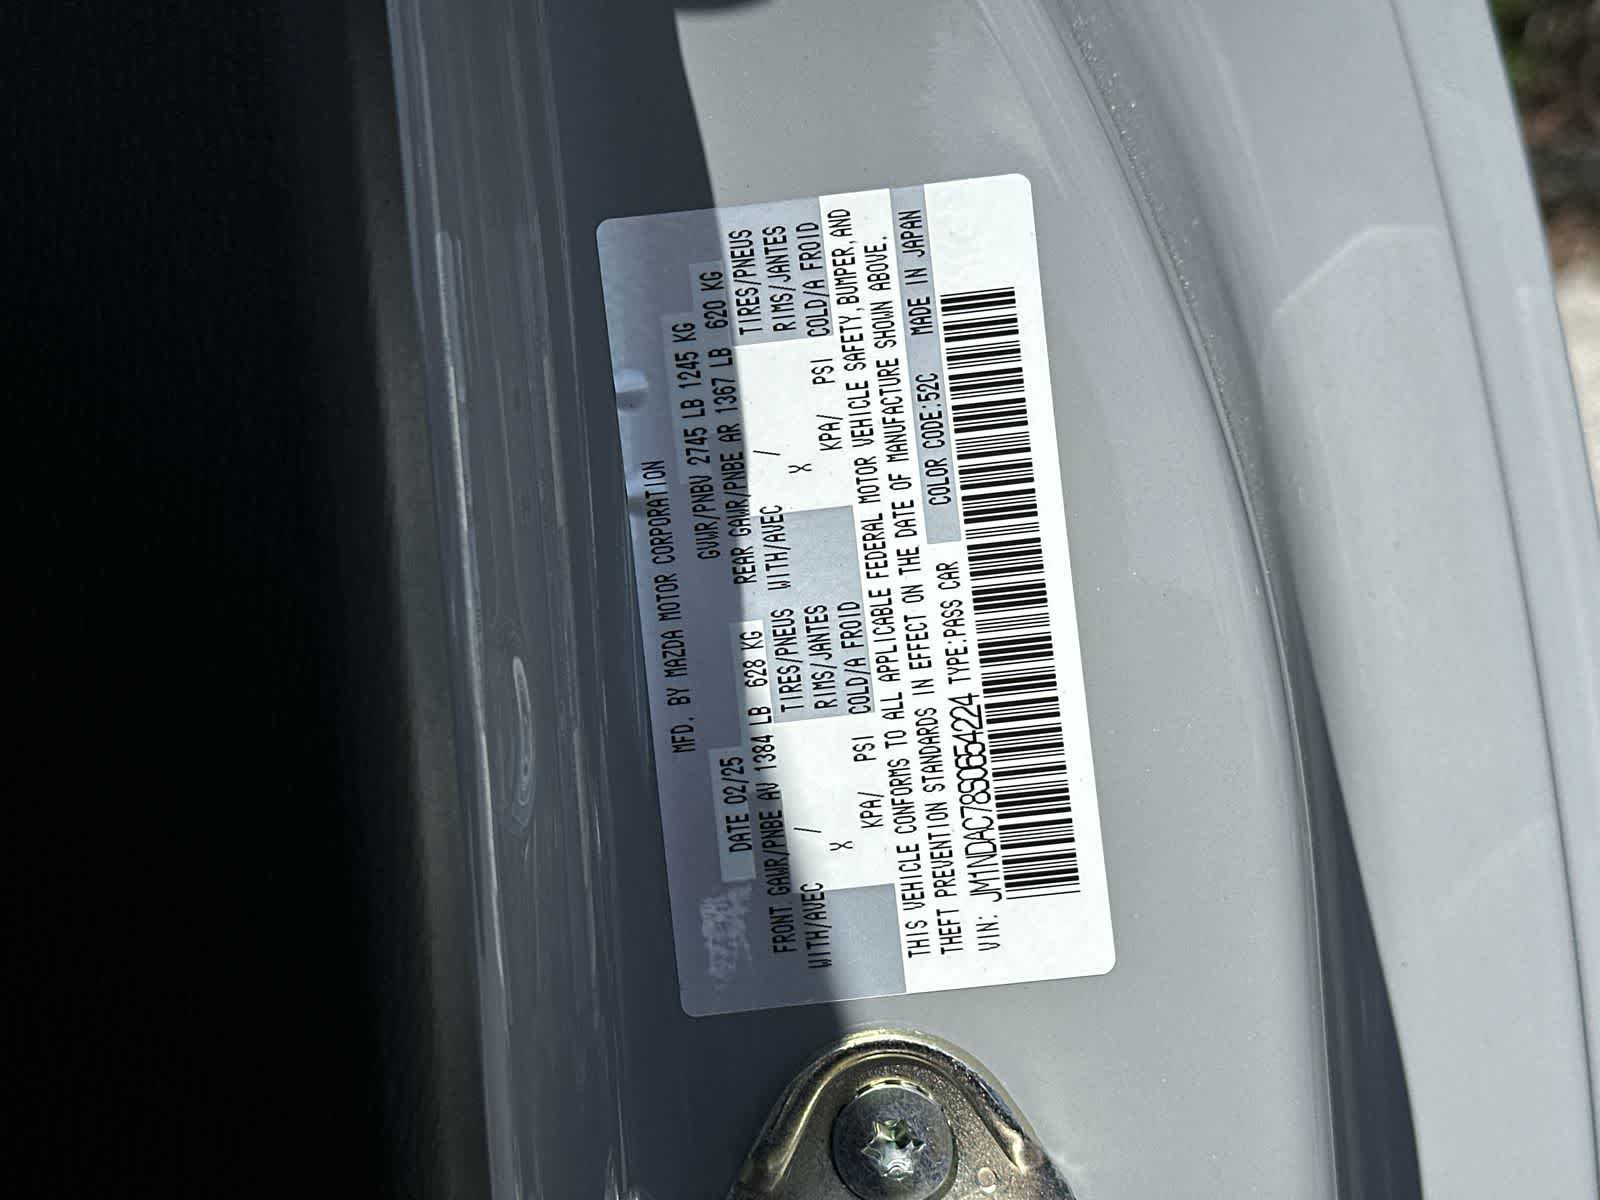 MFD. BY MAZDA MOTOR CORPORATION
DATE 02/25 GVWR/PNBV 2745 LB 1245 KG
FRONT GAWR/PNBE AV 1384 LB 628 KG REAR GAWR/PNBE AR 1367 LB 620 KG
WITH/AVEC / TIRES/PNEUS WITH/AVEC / TIRES/PNEUS
X RIMS/JANTES X RIMS/JANTES
KPA/ PSI COLD/A FROID KPA/ PSI COLD/A FROID
THIS VEHICLE CONFORMS TO ALL APPLICABLE FEDERAL MOTOR VEHICLE SAFETY, BUMPER, AND
THEFT PREVENTION STANDARDS IN EFFECT ON THE DATE OF MANUFACTURE SHOWN ABOVE.
VIN: JM1NDAC78S0654224 TYPE:PASS CAR COLOR CODE:52C MADE IN JAPAN